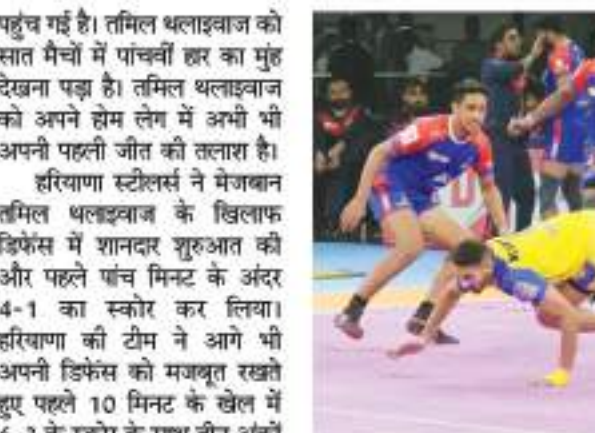 पहुंच गई है। तमिल थलाइवाज को
सात मैचों में पांचवीं हार का मुंह
देखना पड़ा है। तमिल थलाइवाज
को अपने होम लेग में अभी भी
अपनी पहली जीत की तलाश है।
हरियाणा स्टीलर्स ने मेजबान
तमिल थलाइवाज के खिलाफ
डिफेंस में शानदार शुरुआत की
और पहले पांच मिनट के अंदर
4-1 का स्कोर कर लिया।
हरियाणा की टीम ने आगे भी
अपनी डिफेंस को मजबूत रखते
हुए पहले 10 मिनट के खेल में
के स्कोर के साथ तीन अंकों